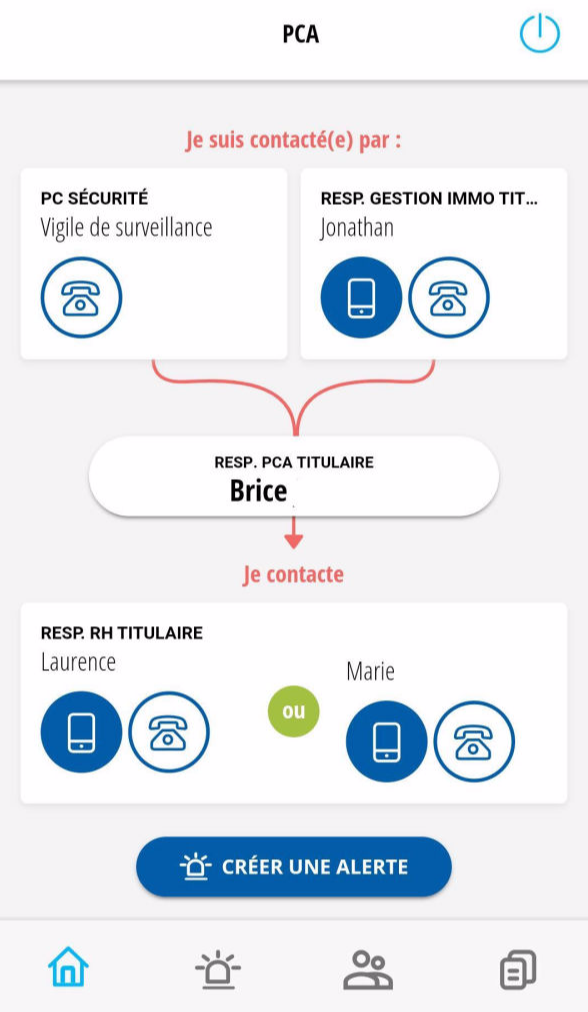 PCA
Je suis contacté(e) par :
PC SÉCURITÉ
Vigile de surveillance
RESP. GESTION IMMO TIT...
Jonathan
RESP. PCA TITULAIRE
Brice
Je contacte
RESP. RH TITULAIRE
Laurence
ou
Marie
CRÉER UNE ALERTE